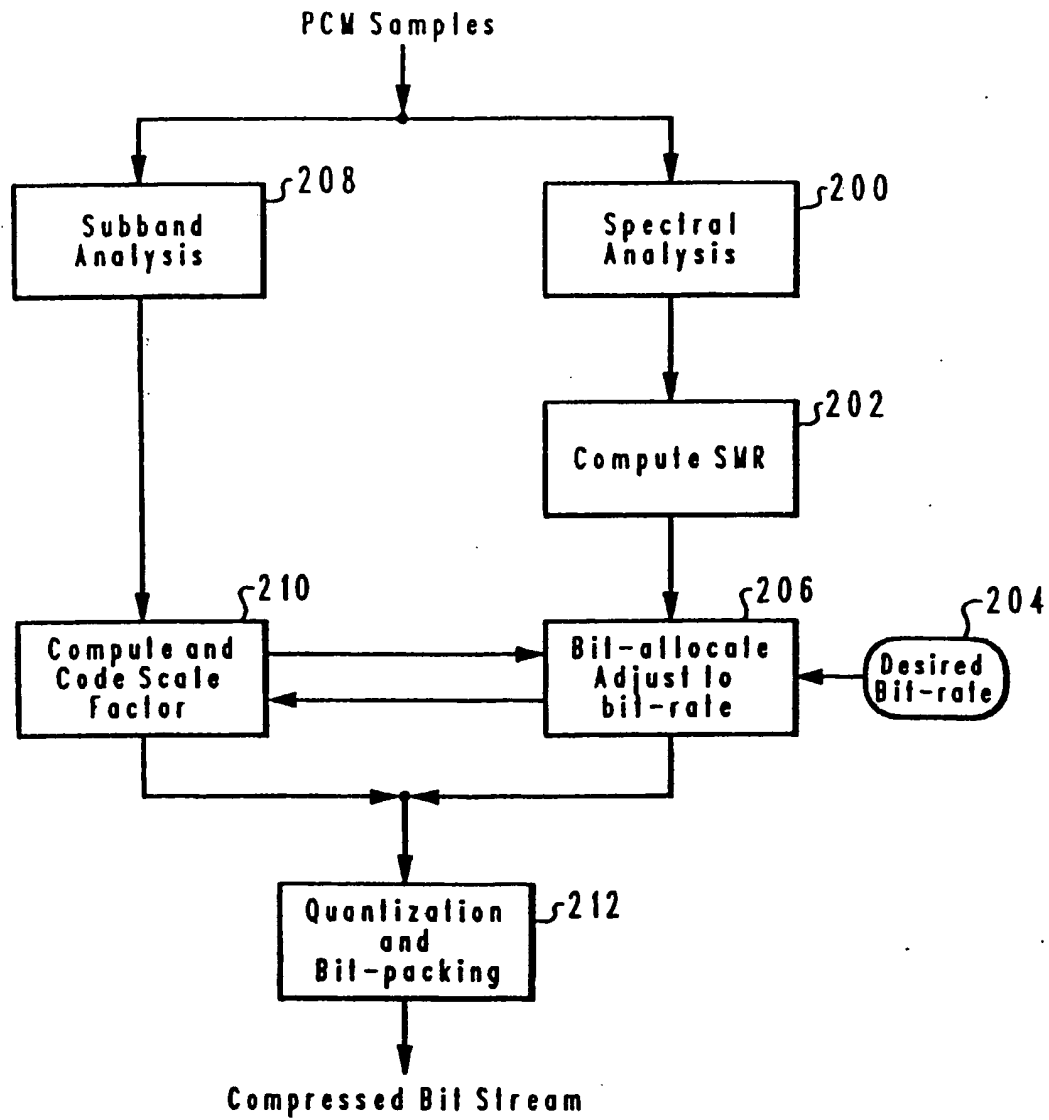 PCM Samples
208
Subband
Analysis
200
Spectral
Analysis
202
Compute SMR
210
Compute and
Code Scale
Factor
206
Bit-allocate
Adjust to
bit-rate
204
Desired
Bit-rate
Quantization
and
Bit-packing
212
Compressed Bit Stream